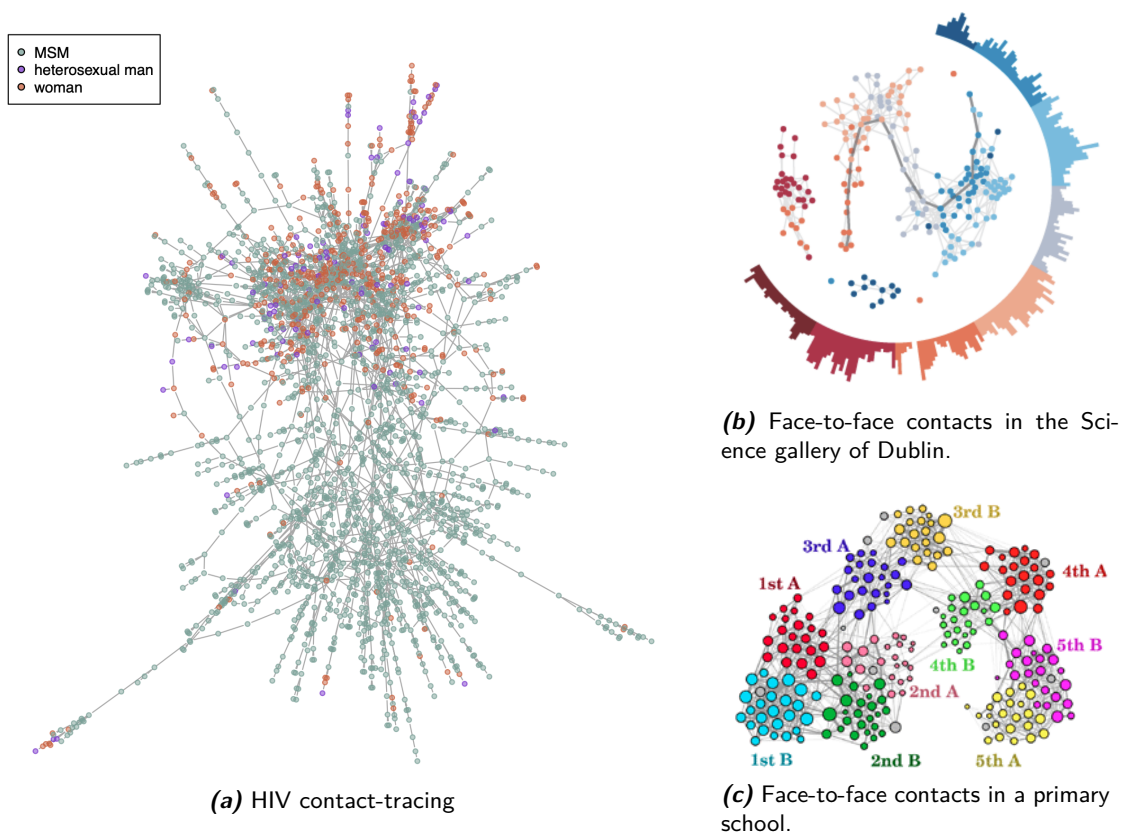 MSM
heterosexual man
woman
(a) HIV contact-tracing
(b) Face-to-face contacts in the Sci-
ence gallery of Dublin.
3rd B
3rd A
4th A
1st A
5th B
4th B
2nd A
1st B
2nd B
5th A
(c) Face-to-face contacts in a primary
school.